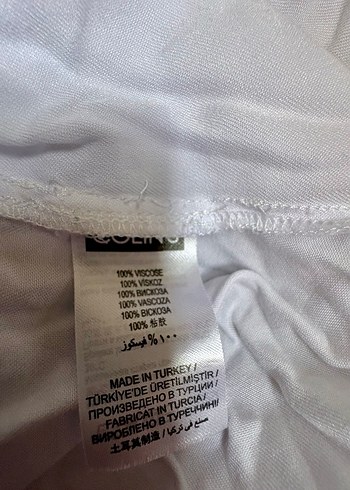 COLIN'S
100% VISCOSE
100% VİSKOZ
100% ВИСКОЗА
100% VASCOZA
100% ВІСКОЗА
100% 粘胶
١٠٠% فيسكوز
MADE IN TURKEY /
TÜRKİYE'DE ÜRETİLMİŞTİR /
ПРОИЗВЕДЕНО В ТУРЦИИ /
FABRICAT IN TURCIA /
ВИРОБЛЕНО В ТУРЕЧЧИНІ /
صنع في تركيا /
土耳其制造 /